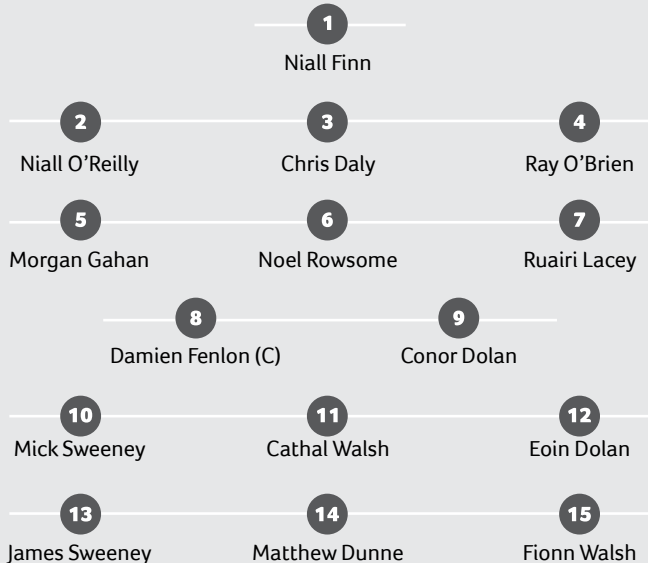 1
Niall Finn
2 3 4
Niall O’Reilly Chris Daly Ray O’Brien
5 6 7
Morgan Gahan Noel Rowsome Ruairi Lacey
8 9
Damien Fenlon (C) Conor Dolan
10 11 12
Mick Sweeney Cathal Walsh Eoin Dolan
13 14 15
James Sweeney Matthew Dunne Fionn Walsh